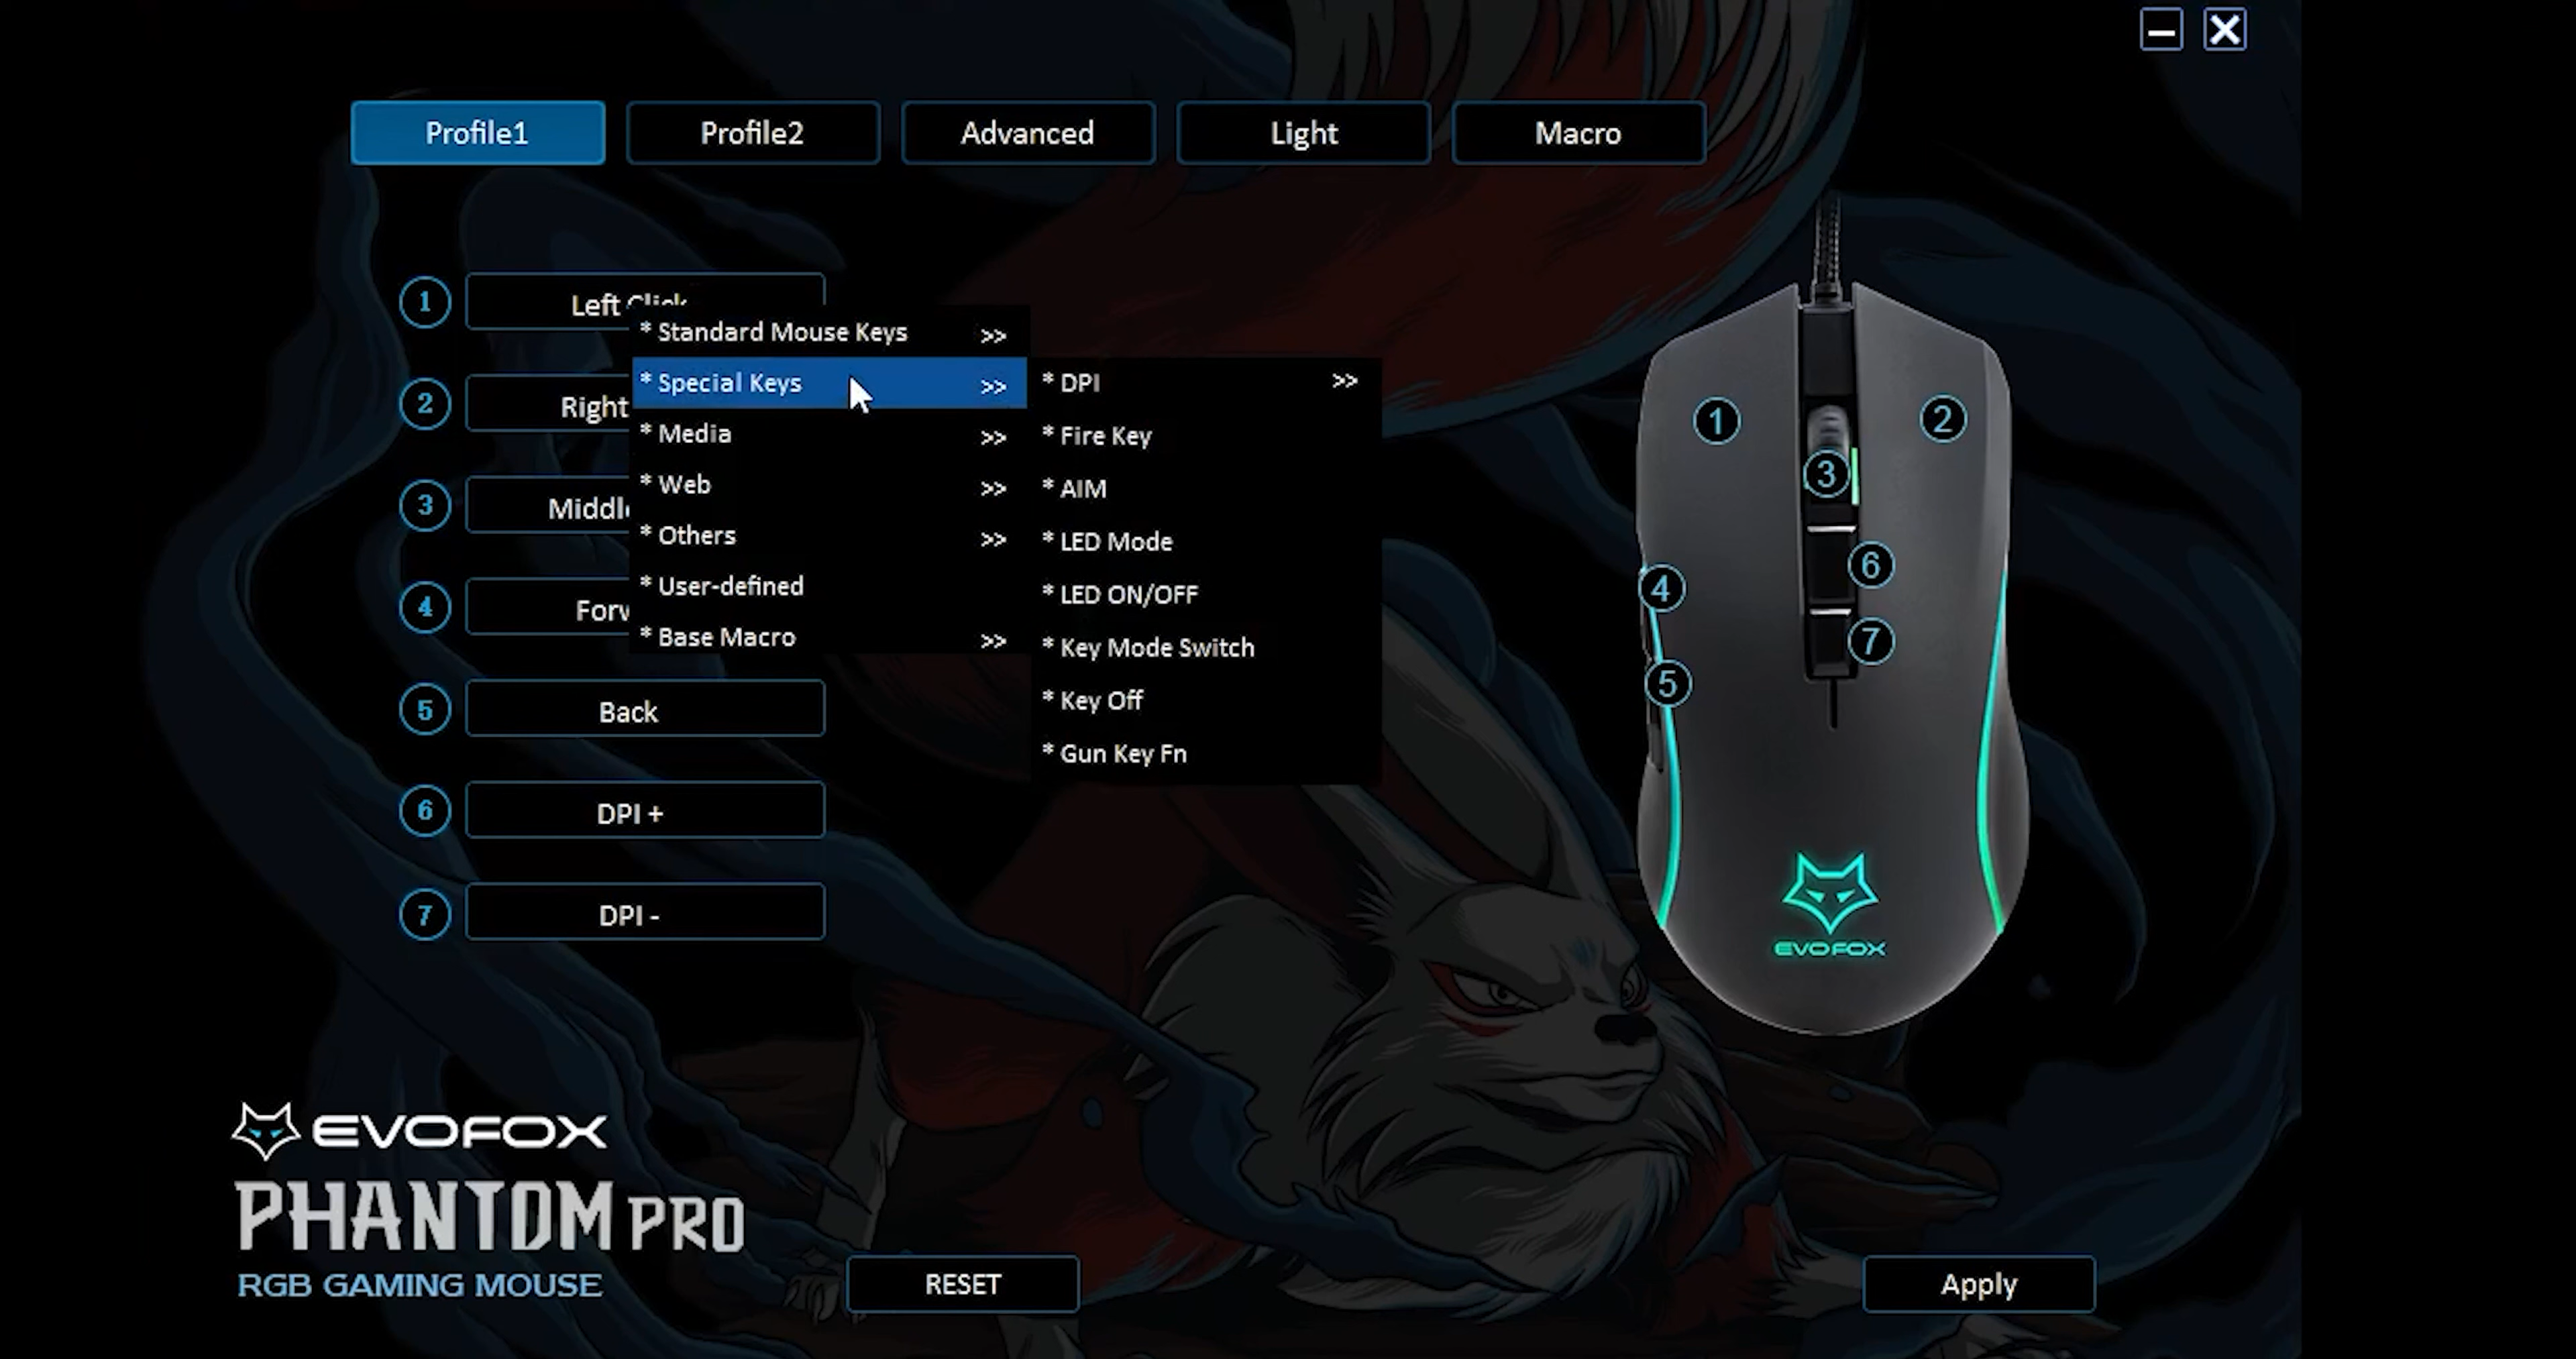 Profile1 Profile2 Advanced Light Macro
1 Left Click
* Standard Mouse Keys >>
* Special Keys >>
* Media >>
* Web >>
* Others >>
* User-defined
* Base Macro >>
* DPI >>
* Fire Key
* AIM
* LED Mode
* LED ON/OFF
* Key Mode Switch
* Key Off
* Gun Key Fn
2 Right
3 Middl
4 Forw
5 Back
6 DPI +
7 DPI -
1
2
3
4
6
5
7
EVOFOX
EVOFOX
PHANTOM PRO
RGB GAMING MOUSE
RESET
Apply